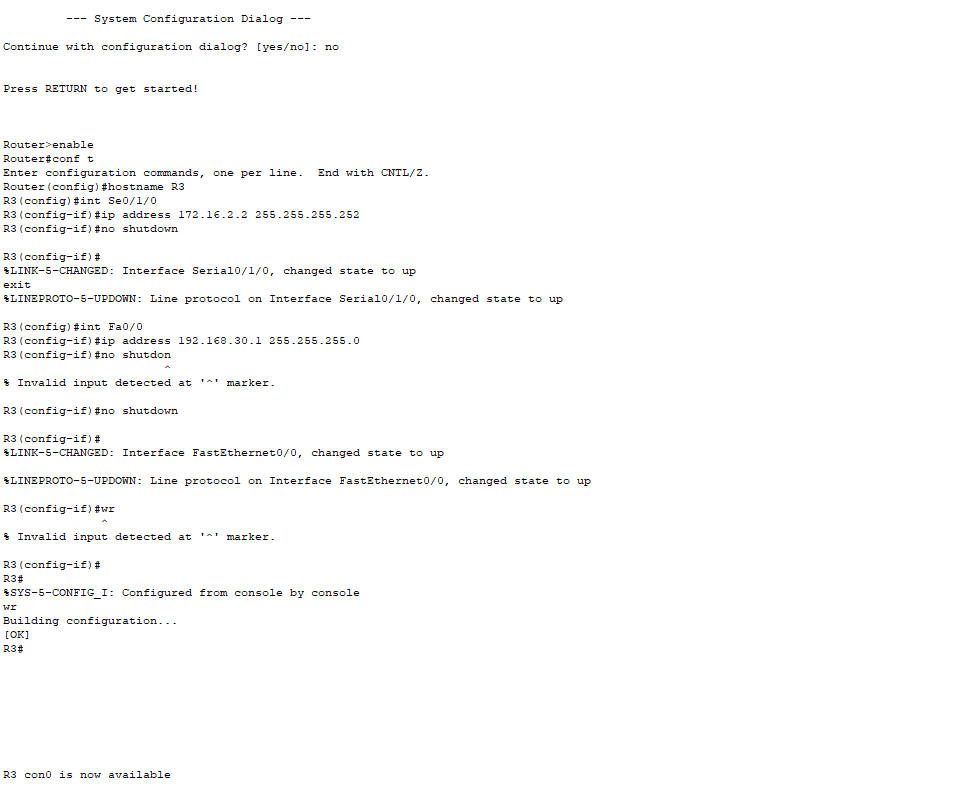 --- System Configuration Dialog ---
Continue with configuration dialog? [yes/no]: no
Press RETURN to get started!
Router>enable
Router#conf t
Enter configuration commands, one per line.  End with CNTL/Z.
Router(config)#hostname R3
R3(config)#int Se0/1/0
R3(config-if)#ip address 172.16.2.2 255.255.255.252
R3(config-if)#no shutdown
R3(config-if)#
%LINK-5-CHANGED: Interface Serial0/1/0, changed state to up
exit
%LINEPROTO-5-UPDOWN: Line protocol on Interface Serial0/1/0, changed state to up
R3(config)#int Fa0/0
R3(config-if)#ip address 192.168.30.1 255.255.255.0
R3(config-if)#no shutdon
^
% Invalid input detected at '^' marker.
R3(config-if)#no shutdown
R3(config-if)#
%LINK-5-CHANGED: Interface FastEthernet0/0, changed state to up
%LINEPROTO-5-UPDOWN: Line protocol on Interface FastEthernet0/0, changed state to up
R3(config-if)#wr
^
% Invalid input detected at '^' marker.
R3(config-if)#
R3#
%SYS-5-CONFIG_I: Configured from console by console
wr
Building configuration...
[OK]
R3#
R3 con0 is now available